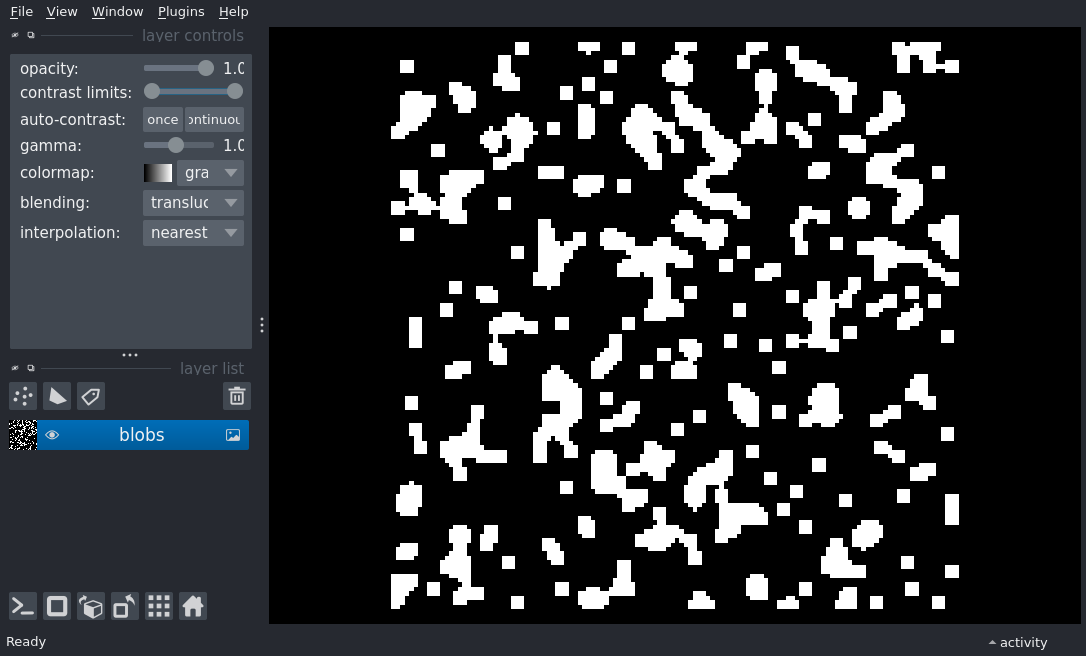 File View Window Plugins Help
layer controls
opacity: 1.0
contrast limits:
auto-contrast: once ontinuou
gamma: 1.0
colormap: gra
blending: transluc
interpolation: nearest
layer list
blobs
Ready
activity